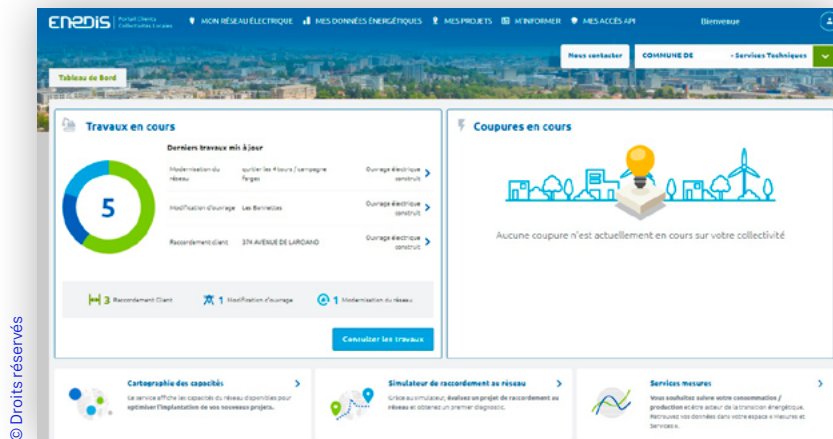 ENEDIS Portail Clients
Collectivités Locales
MON RÉSEAU ÉLECTRIQUE MES DONNÉES ÉNERGÉTIQUES MES PROJETS M'INFORMER MES ACCÈS API Bienvenue
Nous contacter COMMUNE DE - Services Techniques
Tableau de Bord
Travaux en cours
Derniers travaux mis à jour
5
Modernisation du réseau quartier les 4 tours / campagne Farges Ouvrage électrique construit
Modification d'ouvrage Les Bonnettes Ouvrage électrique construit
Raccordement client 374 AVENUE DE Ouvrage électrique construit
3 Raccordement Client 1 Modification d'ouvrage 1 Modernisation du réseau
Consulter les travaux
Coupures en cours
Aucune coupure n'est actuellement en cours sur votre collectivité
Cartographie des capacités
Ce service affiche les capacités du réseau disponibles pour
optimiser l'implantation de vos nouveaux projets.
Simulateur de raccordement au réseau
Grâce au simulateur, évaluez un projet de raccordement au
réseau et obtenez un premier diagnostic.
Services mesures
Vous souhaitez suivre votre consommation /
production et être acteur de la transition énergétique.
Retrouvez vos données dans votre espace « Mesures et
Services ».
© Droits réservés